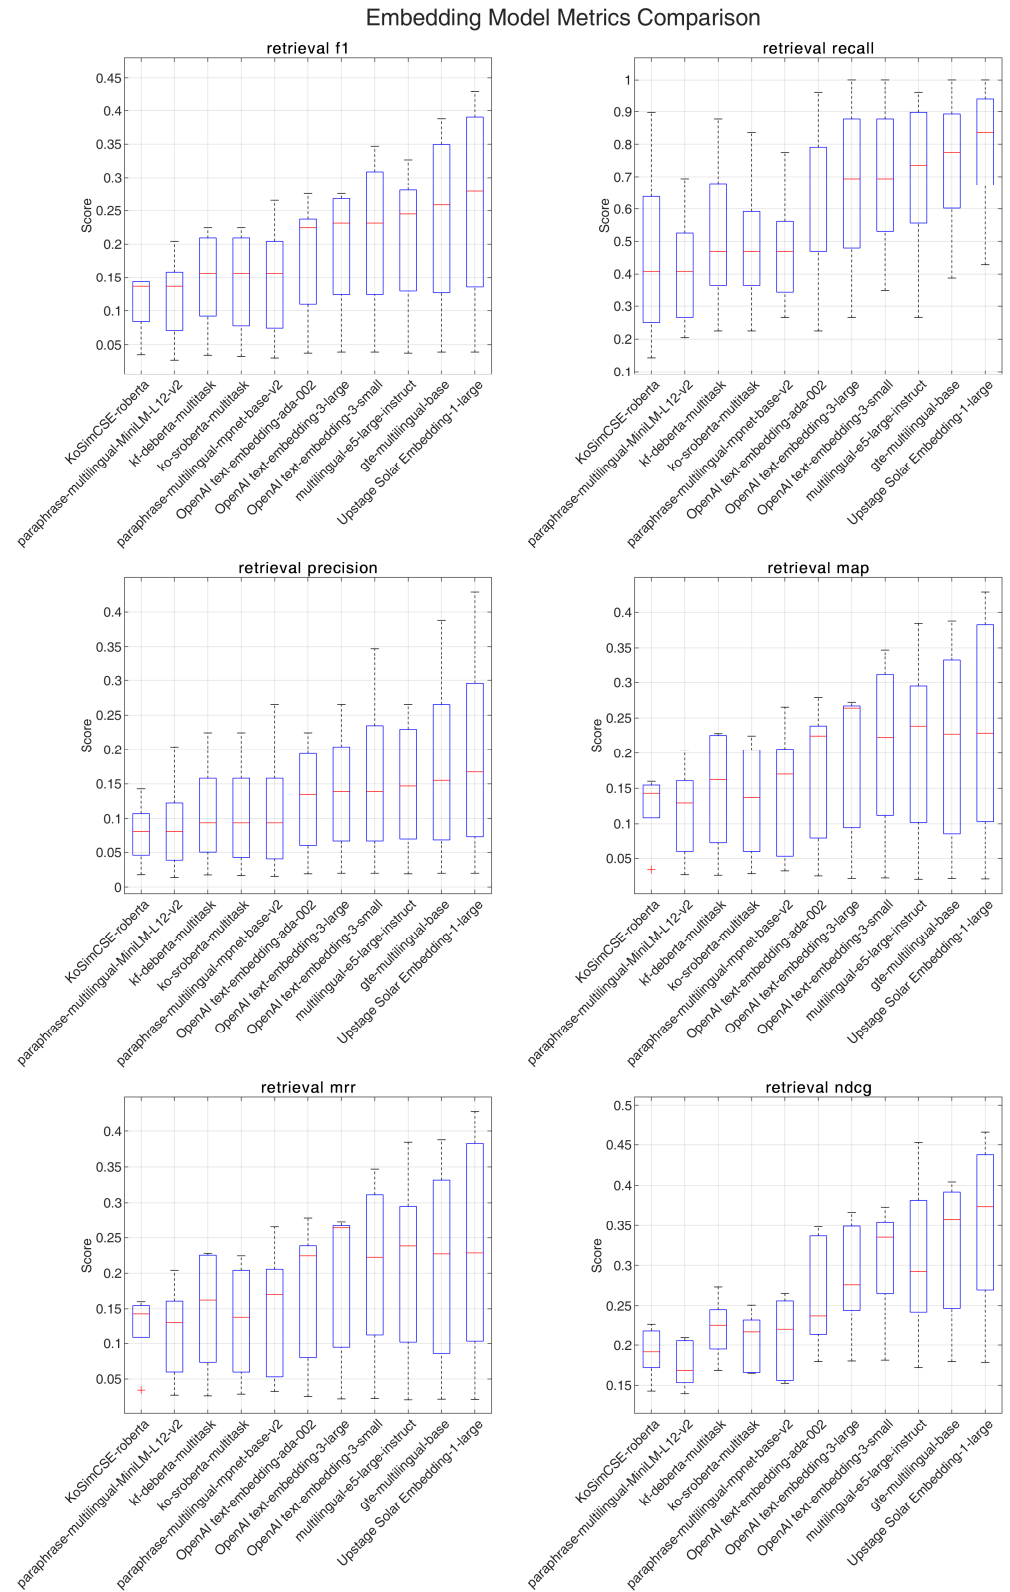 Embedding Model Metrics Comparison
retrieval f1
Score
0.45
0.4
0.35
0.3
0.25
0.2
0.15
0.1
0.05
KoSimCSE-roberta
paraphrase-multilingual-MiniLM-L12-v2
kf-deberta-multitask
ko-sroberta-multitask
paraphrase-multilingual-mpnet-base-v2
OpenAI text-embedding-ada-002
OpenAI text-embedding-3-large
OpenAI text-embedding-3-small
multilingual-e5-large-instruct
gte-multilingual-base
Upstage Solar Embedding-1-large
retrieval recall
Score
1
0.9
0.8
0.7
0.6
0.5
0.4
0.3
0.2
0.1
KoSimCSE-roberta
paraphrase-multilingual-MiniLM-L12-v2
kf-deberta-multitask
ko-sroberta-multitask
paraphrase-multilingual-mpnet-base-v2
OpenAI text-embedding-ada-002
OpenAI text-embedding-3-large
OpenAI text-embedding-3-small
multilingual-e5-large-instruct
gte-multilingual-base
Upstage Solar Embedding-1-large
retrieval precision
Score
0.4
0.35
0.3
0.25
0.2
0.15
0.1
0.05
0
KoSimCSE-roberta
paraphrase-multilingual-MiniLM-L12-v2
kf-deberta-multitask
ko-sroberta-multitask
paraphrase-multilingual-mpnet-base-v2
OpenAI text-embedding-ada-002
OpenAI text-embedding-3-large
OpenAI text-embedding-3-small
multilingual-e5-large-instruct
gte-multilingual-base
Upstage Solar Embedding-1-large
retrieval map
Score
0.4
0.35
0.3
0.25
0.2
0.15
0.1
0.05
KoSimCSE-roberta
paraphrase-multilingual-MiniLM-L12-v2
kf-deberta-multitask
ko-sroberta-multitask
paraphrase-multilingual-mpnet-base-v2
OpenAI text-embedding-ada-002
OpenAI text-embedding-3-large
OpenAI text-embedding-3-small
multilingual-e5-large-instruct
gte-multilingual-base
Upstage Solar Embedding-1-large
retrieval mrr
Score
0.4
0.35
0.3
0.25
0.2
0.15
0.1
0.05
KoSimCSE-roberta
paraphrase-multilingual-MiniLM-L12-v2
kf-deberta-multitask
ko-sroberta-multitask
paraphrase-multilingual-mpnet-base-v2
OpenAI text-embedding-ada-002
OpenAI text-embedding-3-large
OpenAI text-embedding-3-small
multilingual-e5-large-instruct
gte-multilingual-base
Upstage Solar Embedding-1-large
retrieval ndcg
Score
0.5
0.45
0.4
0.35
0.3
0.25
0.2
0.15
KoSimCSE-roberta
paraphrase-multilingual-MiniLM-L12-v2
kf-deberta-multitask
ko-sroberta-multitask
paraphrase-multilingual-mpnet-base-v2
OpenAI text-embedding-ada-002
OpenAI text-embedding-3-large
OpenAI text-embedding-3-small
multilingual-e5-large-instruct
gte-multilingual-base
Upstage Solar Embedding-1-large